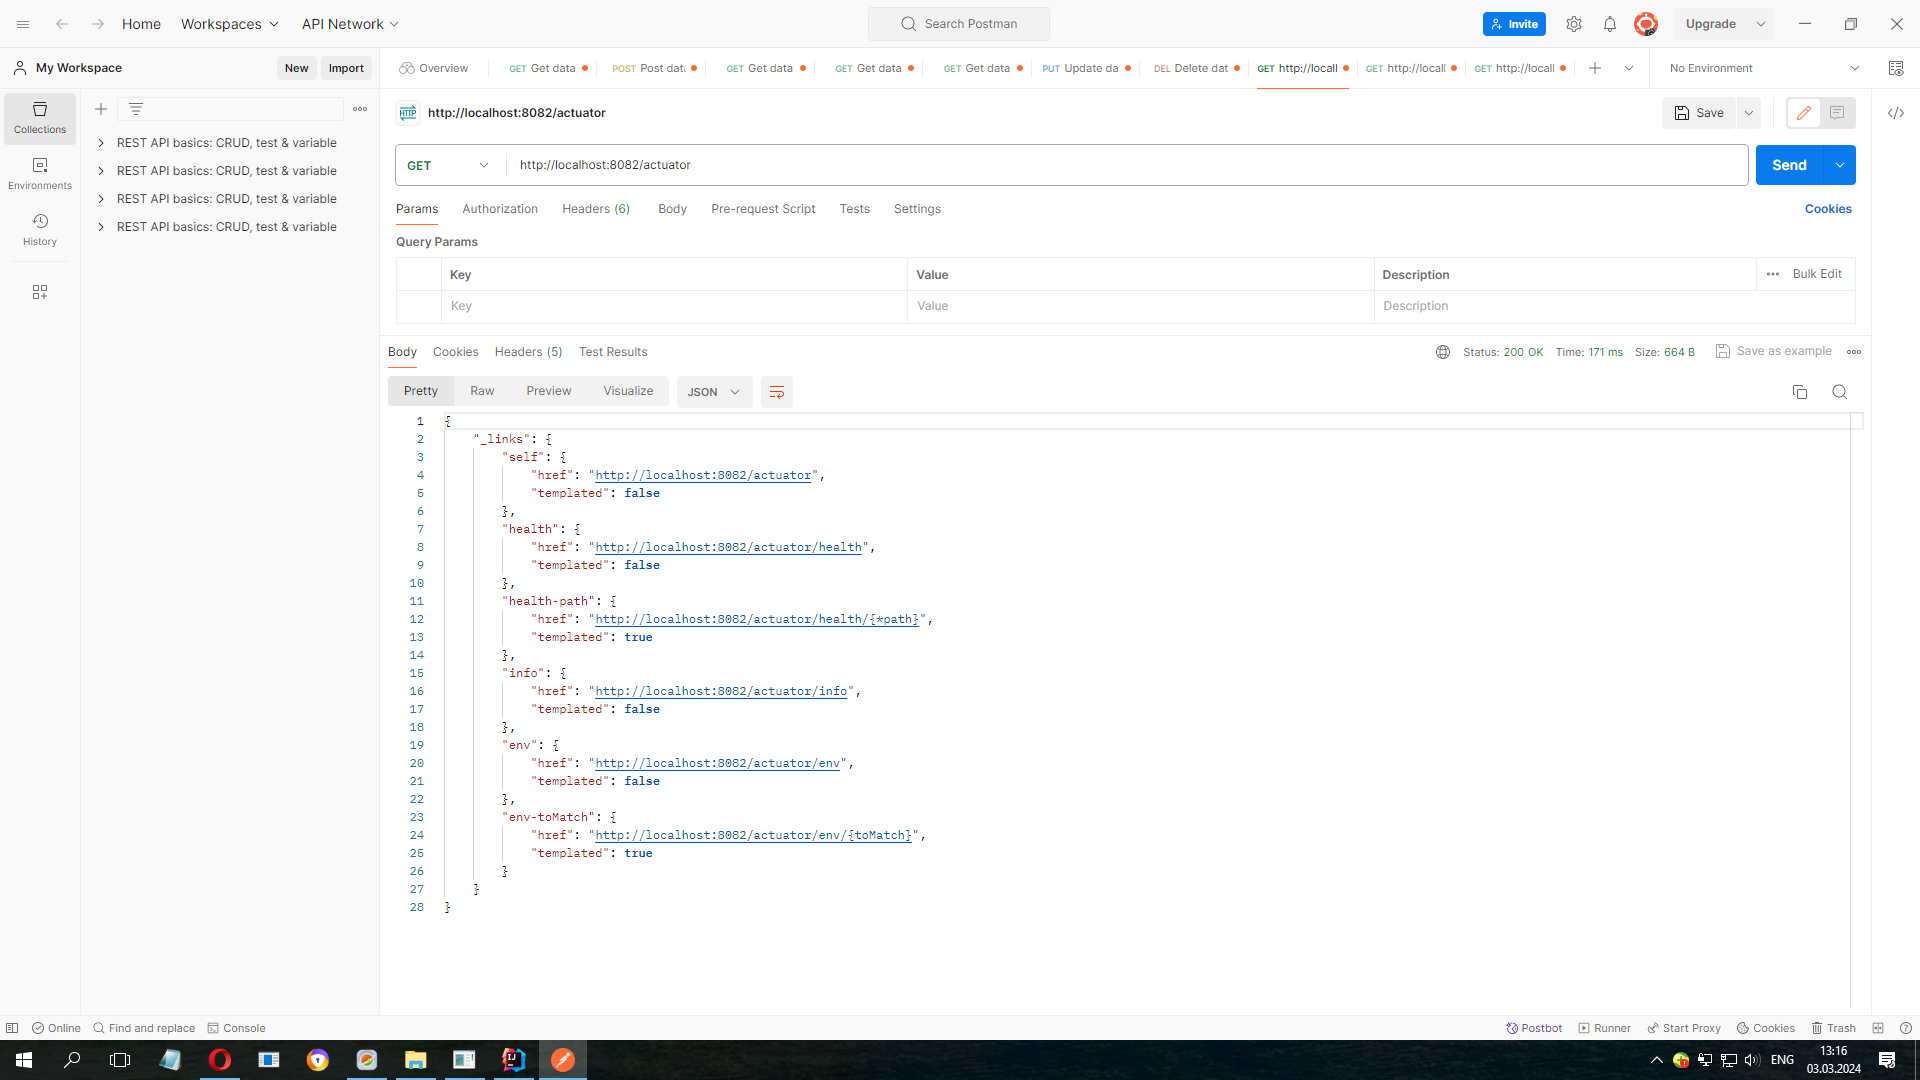 Home Workspaces API Network Search Postman Invite Upgrade
My Workspace New Import Overview GET Get data POST Post dat GET Get data GET Get data GET Get data PUT Update da DEL Delete dat GET http://locall GET http://locall GET http://locall No Environment
Collections
Environments
History
REST API basics: CRUD, test & variable
REST API basics: CRUD, test & variable
REST API basics: CRUD, test & variable
REST API basics: CRUD, test & variable
HTTP http://localhost:8082/actuator Save
GET http://localhost:8082/actuator Send
Params Authorization Headers (6) Body Pre-request Script Tests Settings Cookies
Query Params
Key Value Description Bulk Edit
Key Value Description
Body Cookies Headers (5) Test Results Status: 200 OK Time: 171 ms Size: 664 B Save as example
Pretty Raw Preview Visualize JSON
1 {
2 "_links": {
3 "self": {
4 "href": "http://localhost:8082/actuator",
5 "templated": false
6 },
7 "health": {
8 "href": "http://localhost:8082/actuator/health",
9 "templated": false
10 },
11 "health-path": {
12 "href": "http://localhost:8082/actuator/health/{*path}",
13 "templated": true
14 },
15 "info": {
16 "href": "http://localhost:8082/actuator/info",
17 "templated": false
18 },
19 "env": {
20 "href": "http://localhost:8082/actuator/env",
21 "templated": false
22 },
23 "env-toMatch": {
24 "href": "http://localhost:8082/actuator/env/{toMatch}",
25 "templated": true
26 }
27 }
28 }
Online Find and replace Console Postbot Runner Start Proxy Cookies Trash
ENG 13:16
03.03.2024